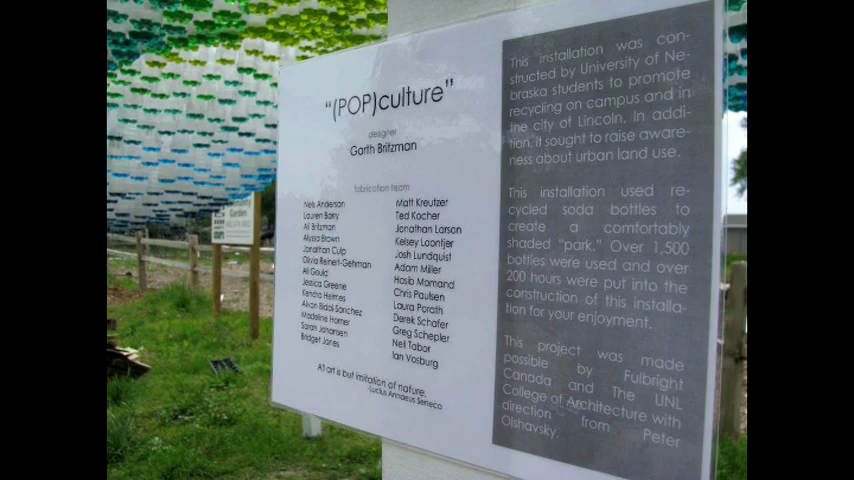 "(POP)culture"
designer
Garth Britzman
fabrication team
Nels Anderson
Lauren Barry
Ali Britzman
Alyssa Brown
Jonathan Culp
Olivia Reinert-Gehman
Ali Gould
Jessica Greene
Kendra Heimes
Aivan Bidal-Sanchez
Madeline Horner
Sarah Johansen
Bridget Jones
Matt Kreutzer
Ted Kocher
Jonathan Larson
Kelsey Loontjer
Josh Lundquist
Adam Miller
Hasib Momand
Chris Paulsen
Laura Porath
Derek Schafer
Greg Schepler
Neil Tabor
Ian Vosburg
All art is but imitation of nature.
-Lucius Annaeus Seneca
This installation was con-
structed by University of Ne-
braska students to promote
recycling on campus and in
the city of Lincoln. In addi-
tion, it sought to raise aware-
ness about urban land use.
This installation used re-
cycled soda bottles to
create a comfortably
shaded "park." Over 1,500
bottles were used and over
200 hours were put into the
construction of this installa-
tion for your enjoyment.
This project was made
possible by Fulbright
Canada and The UNL
College of Architecture with
direction from Peter
Olshavsky.
Garden